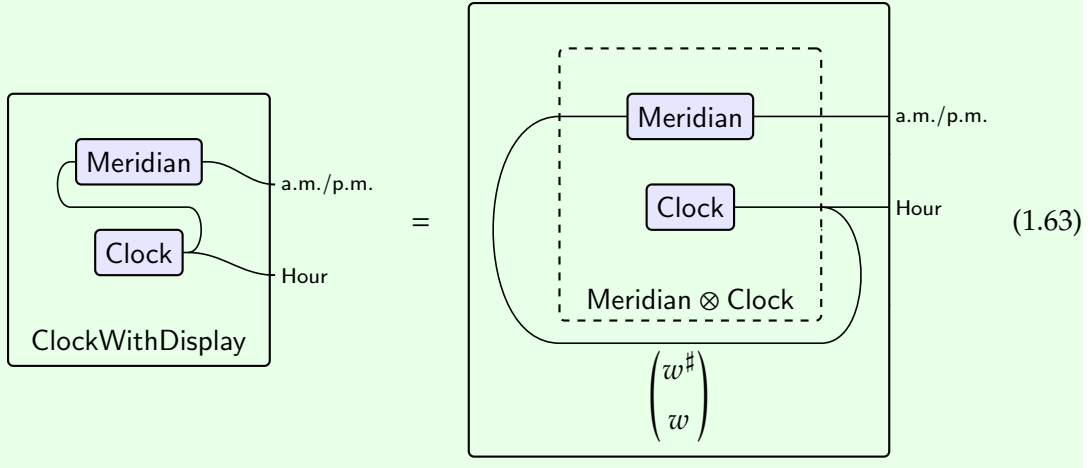 Meridian
a.m./p.m.
Clock
Hour
ClockWithDisplay
=
Meridian
a.m./p.m.
Clock
Hour
Meridian ⊗ Clock
w♯
w
(1.63)